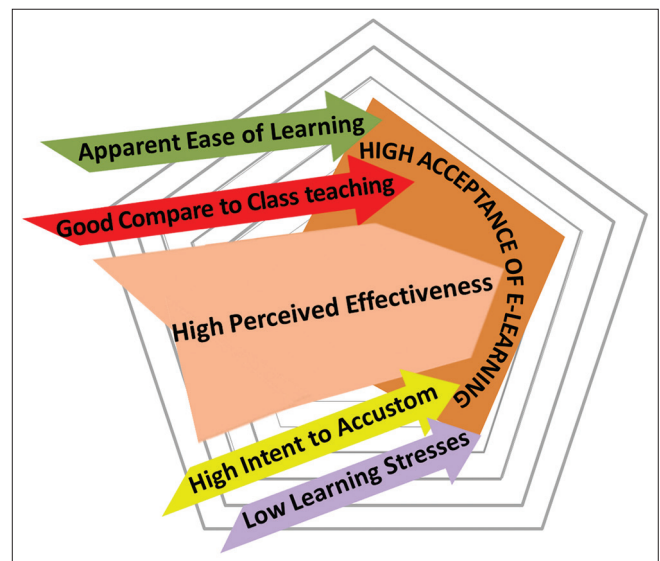 Apparent Ease of Learning
Good Compare to Class teaching
HIGH ACCEPTANCE OF E-LEARNING
High Perceived Effectiveness
High Intent to Accustom
Low Learning Stresses